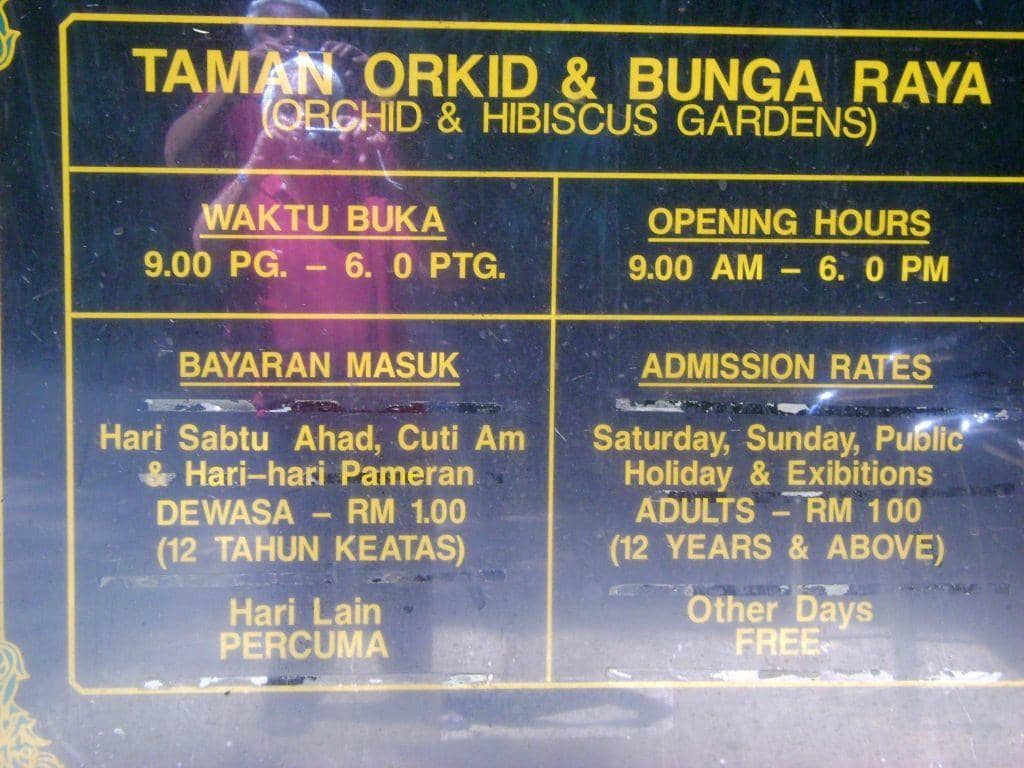 TAMAN ORKID & BUNGA RAYA
(ORCHID & HIBISCUS GARDENS)
WAKTU BUKA
9.00 PG. – 6. 0 PTG.
OPENING HOURS
9.00 AM – 6. 0 PM
BAYARAN MASUK
Hari Sabtu Ahad, Cuti Am
& Hari–hari Pameran
DEWASA – RM 1.00
(12 TAHUN KEATAS)
Hari Lain
PERCUMA
ADMISSION RATES
Saturday, Sunday, Public
Holiday & Exibitions
ADULTS – RM 1 00
(12 YEARS & ABOVE)
Other Days
FREE